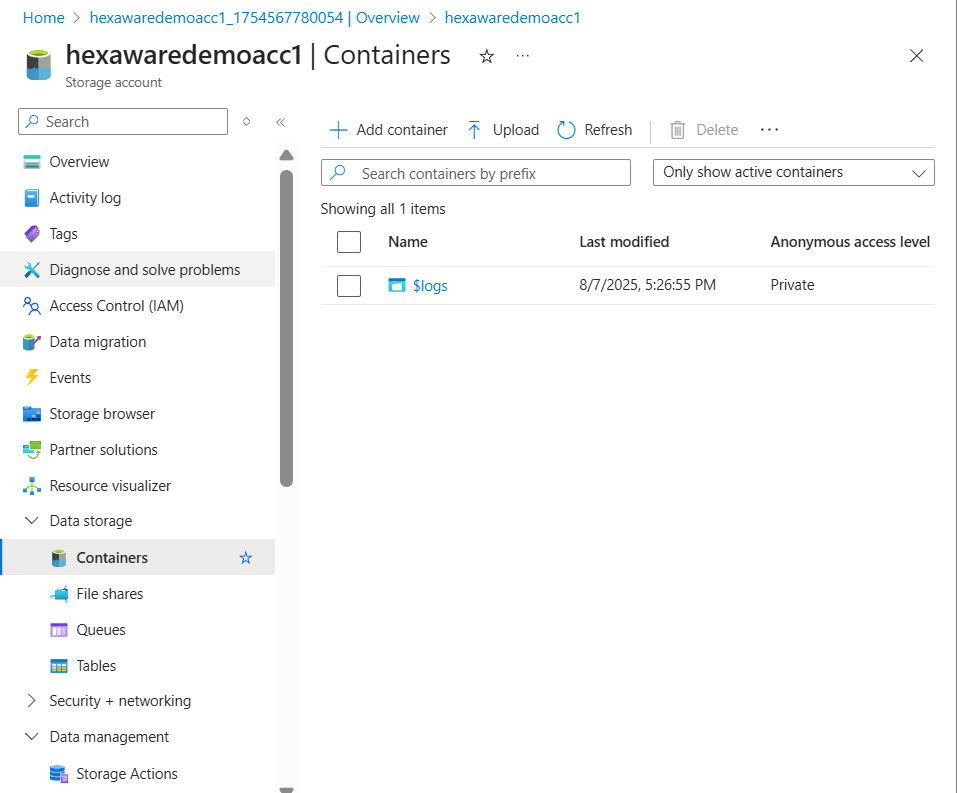 Home > hexawaredemoacc1_1754567780054 | Overview > hexawaredemoacc1
hexawaredemoacc1 | Containers
Storage account
Search
Add container
Upload
Refresh
Delete
Overview
Activity log
Tags
Diagnose and solve problems
Access Control (IAM)
Data migration
Events
Storage browser
Partner solutions
Resource visualizer
Data storage
Containers
File shares
Queues
Tables
Security + networking
Data management
Storage Actions
Search containers by prefix
Only show active containers
Showing all 1 items
Name Last modified Anonymous access level
$logs 8/7/2025, 5:26:55 PM Private